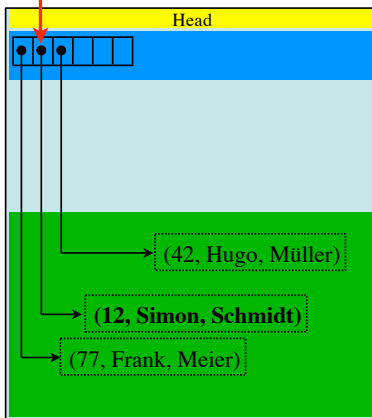 Head
(42, Hugo, Müller)
(12, Simon, Schmidt)
(77, Frank, Meier)